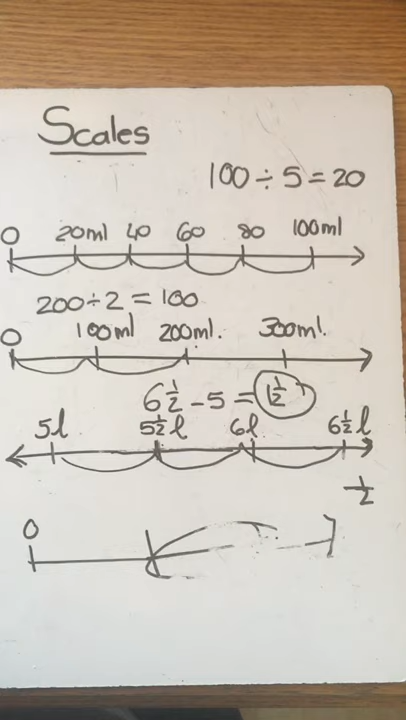 Scales
100÷5=20
0 20ml 40 60 80 100ml
200÷2=100
0 100ml 200ml. 300ml.
6½-5=1½
5l 5½l 6l 6½l
½
0